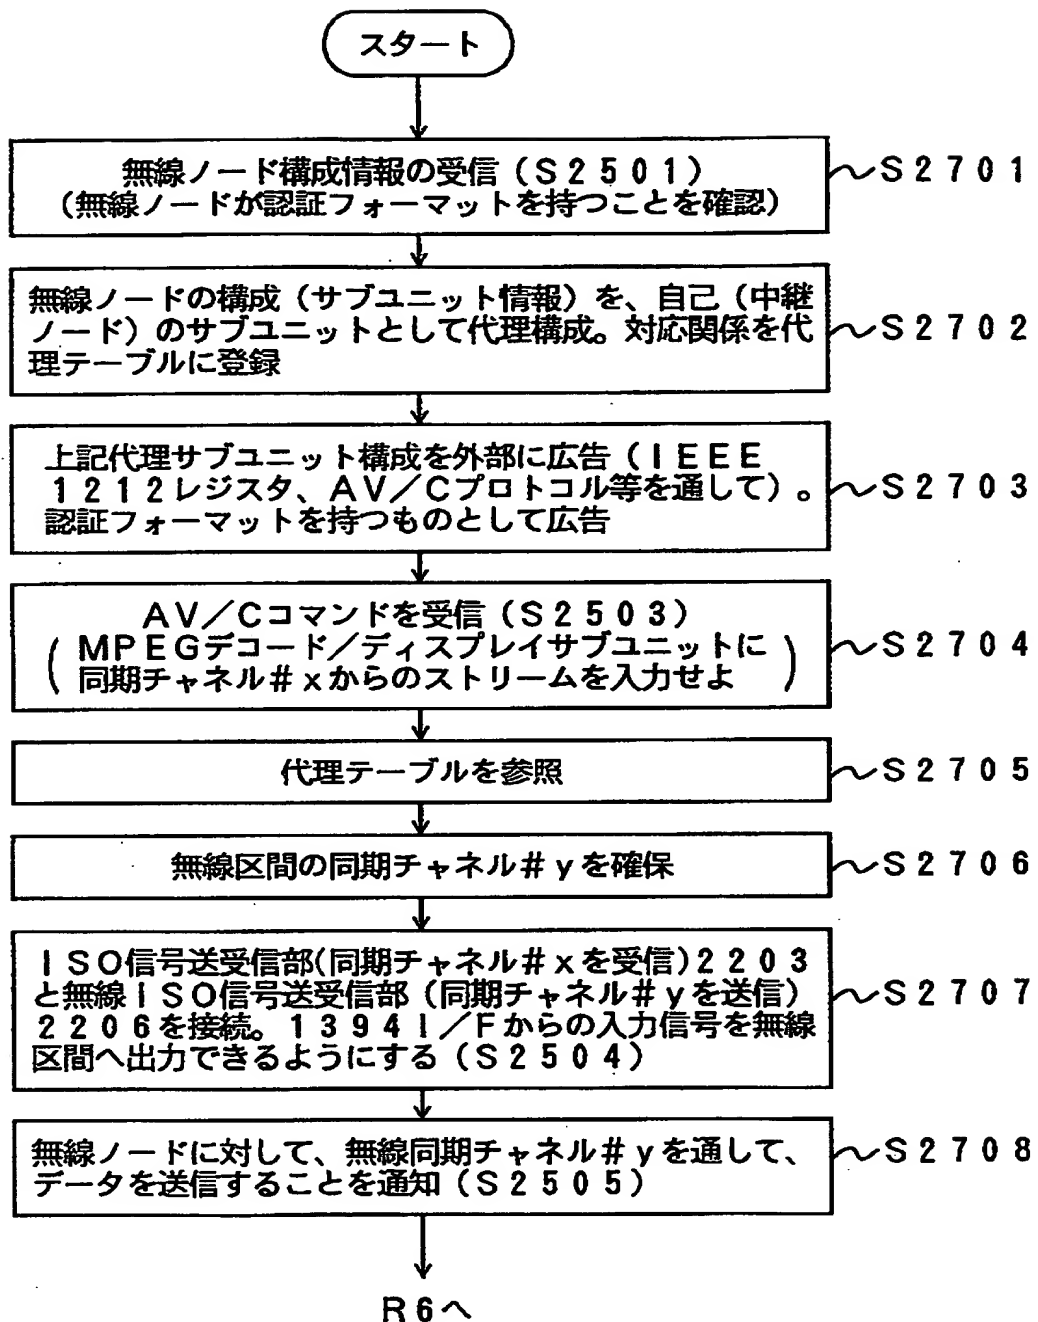 スタート
無線ノード構成情報の受信(S2501)
(無線ノードが認証フォーマットを持つことを確認)
~S2701
無線ノードの構成(サブユニット情報)を、自己(中継
ノード)のサブユニットとして代理構成。対応関係を代
理テーブルに登録
~S2702
上記代理サブユニット構成を外部に広告(IEEE
1212レジスタ、AV/Cプロトコル等を通して)。
認証フォーマットを持つものとして広告
~S2703
AV/Cコマンドを受信(S2503)
(MPEGデコード/ディスプレイサブユニットに
同期チャネル#xからのストリームを入力せよ)
~S2704
代理テーブルを参照
~S2705
無線区間の同期チャネル#yを確保
~S2706
ISO信号送受信部(同期チャネル#xを受信)2203
と無線ISO信号送受信部(同期チャネル#yを送信)
2206を接続。1394I/Fからの入力信号を無線
区間へ出力できるようにする(S2504)
~S2707
無線ノードに対して、無線同期チャネル#yを通して、
データを送信することを通知(S2505)
~S2708
R6へ